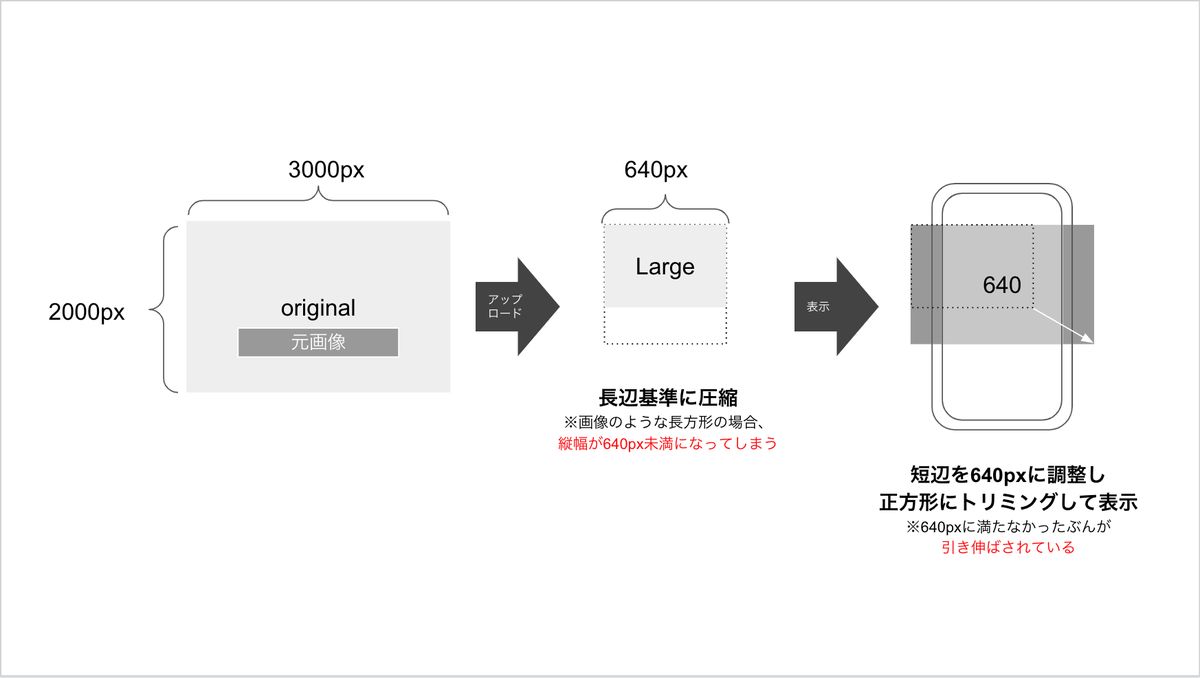 3000px
2000px
original
元画像
アップ
ロード
640px
Large
長辺基準に圧縮
※画像のような長方形の場合、
縦幅が640px未満になってしまう
表示
640
短辺を640pxに調整し
正方形にトリミングして表示
※640pxに満たなかったぶんが
引き伸ばされている